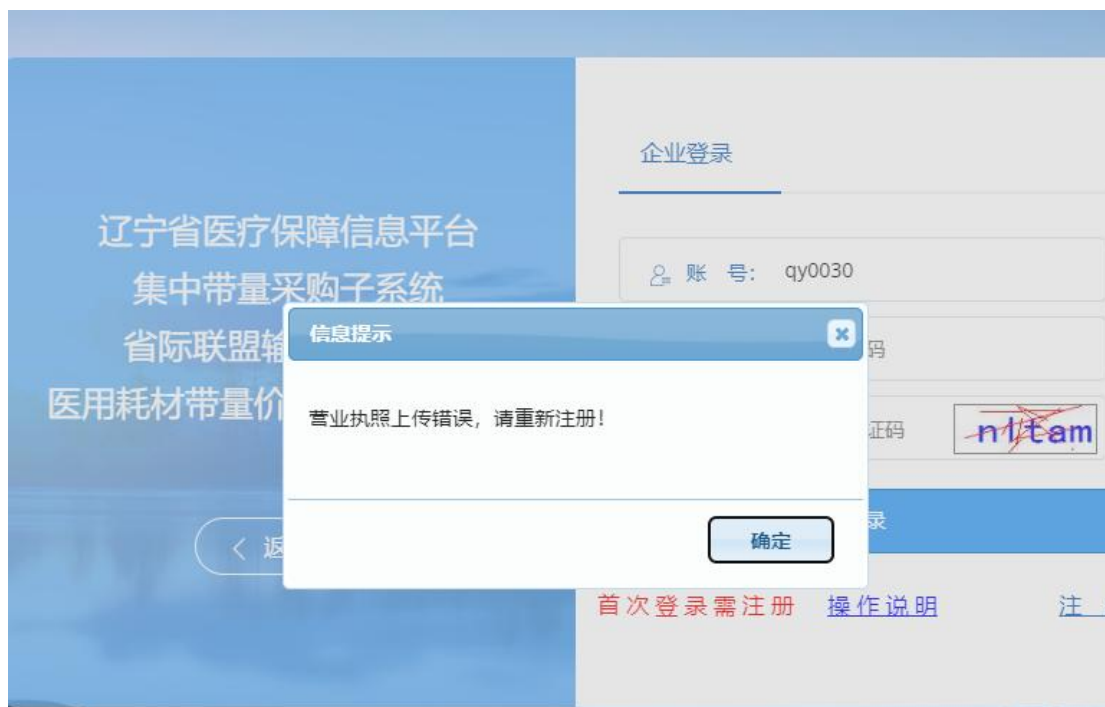 企业登录
辽宁省医疗保障信息平台
集中带量采购子系统
省际联盟输
医用耗材带量价
账 号: qy0030
码
证码
nltam
信息提示
营业执照上传错误，请重新注册!
确定
录
< 返
首次登录需注册 操作说明 注